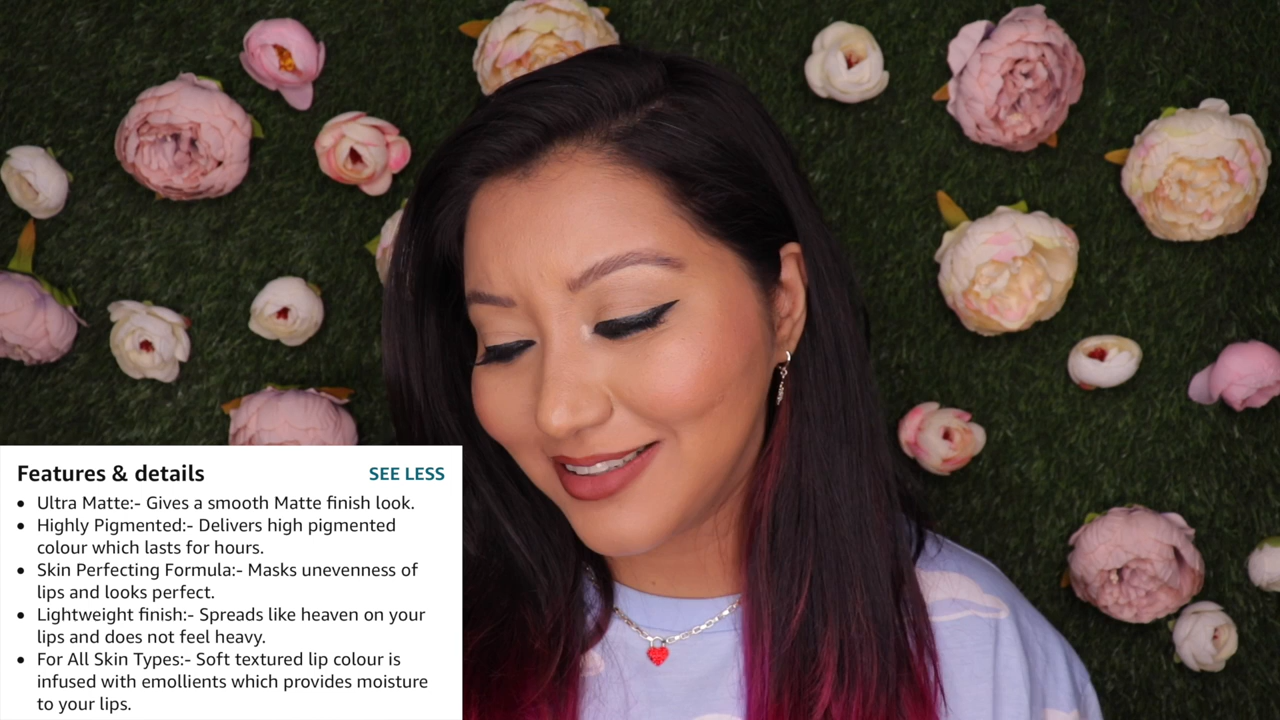 Features & details
SEE LESS
• Ultra Matte:- Gives a smooth Matte finish look.
• Highly Pigmented:- Delivers high pigmented
colour which lasts for hours.
• Skin Perfecting Formula:- Masks unevenness of
lips and looks perfect.
• Lightweight finish:- Spreads like heaven on your
lips and does not feel heavy.
• For All Skin Types:- Soft textured lip colour is
infused with emollients which provides moisture
to your lips.